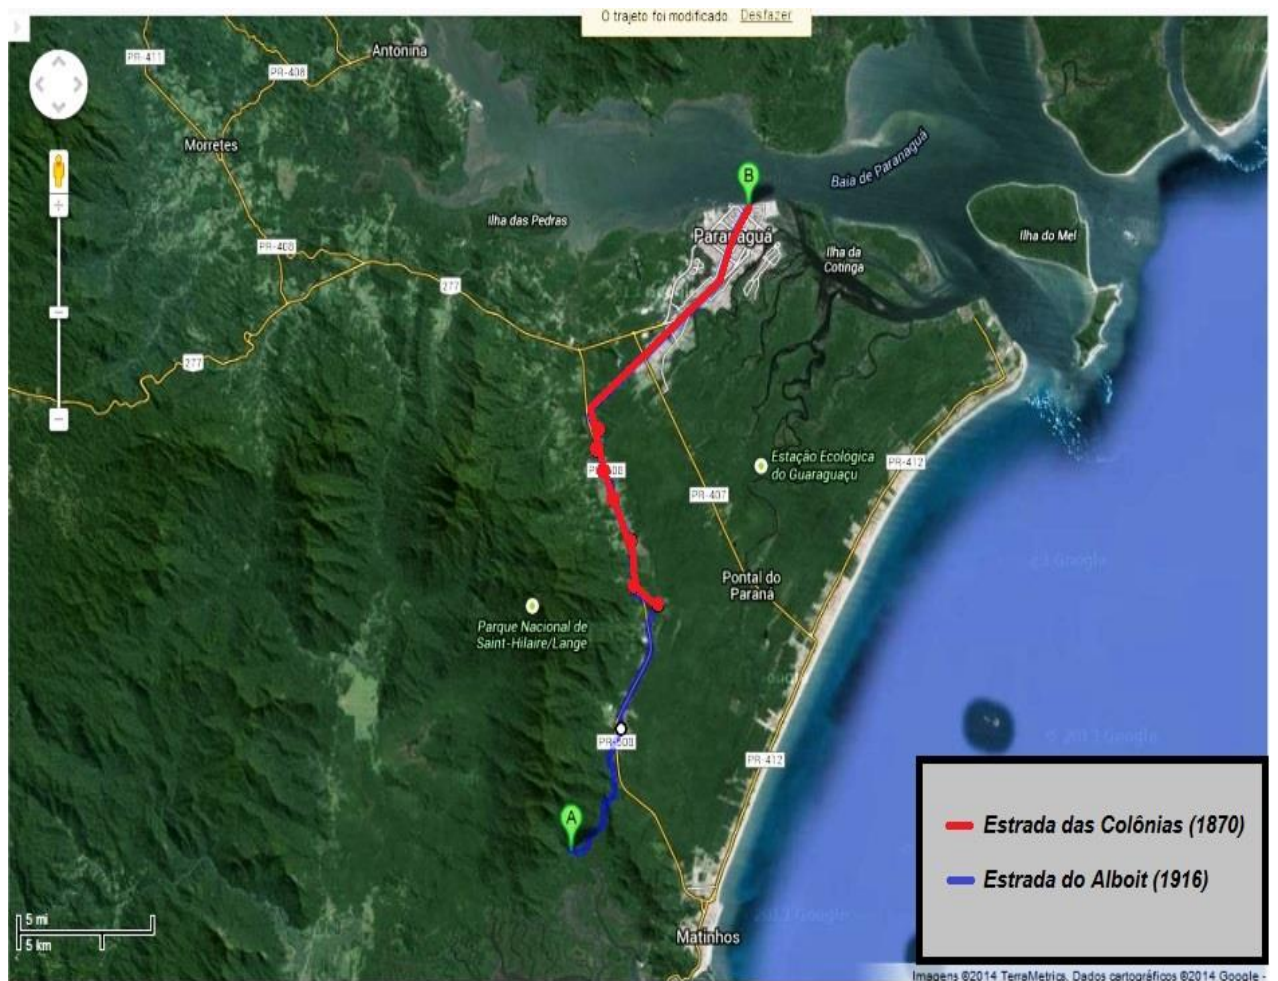 O trajeto foi modificado. Desfazer
Antonina
PR-411
PR-408
Morretes
Baía de Paranaguá
Ilha das Pedras
Paranaguá
Ilha do Mel
PR-408
Ilha da
Cotinga
277
277
Estação Ecológica
do Guaraguaçu
PR-412
PR-407
Pontal do
Paraná
Parque Nacional de
Saint-Hilaire/Lange
PR-508
PR-412
A
B
Estrada das Colônias (1870)
Estrada do Alboit (1916)
5 mi
5 km
Matinhos
Imagens ©2014 TerraMetrics, Dados cartográficos ©2014 Google -